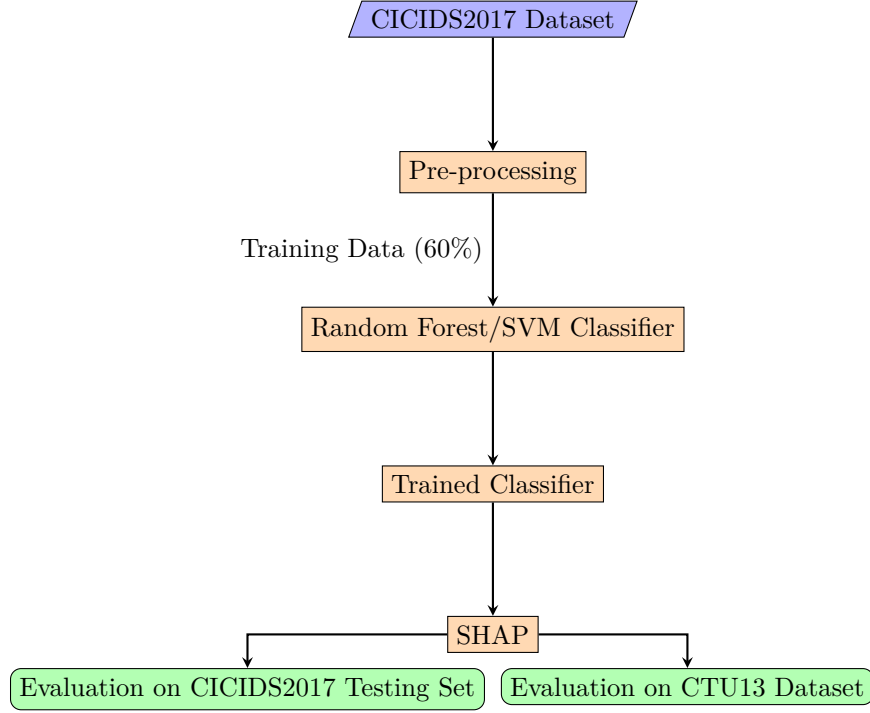 CICIDS2017 Dataset
Pre-processing
Training Data (60%)
Random Forest/SVM Classifier
Trained Classifier
SHAP
Evaluation on CICIDS2017 Testing Set
Evaluation on CTU13 Dataset